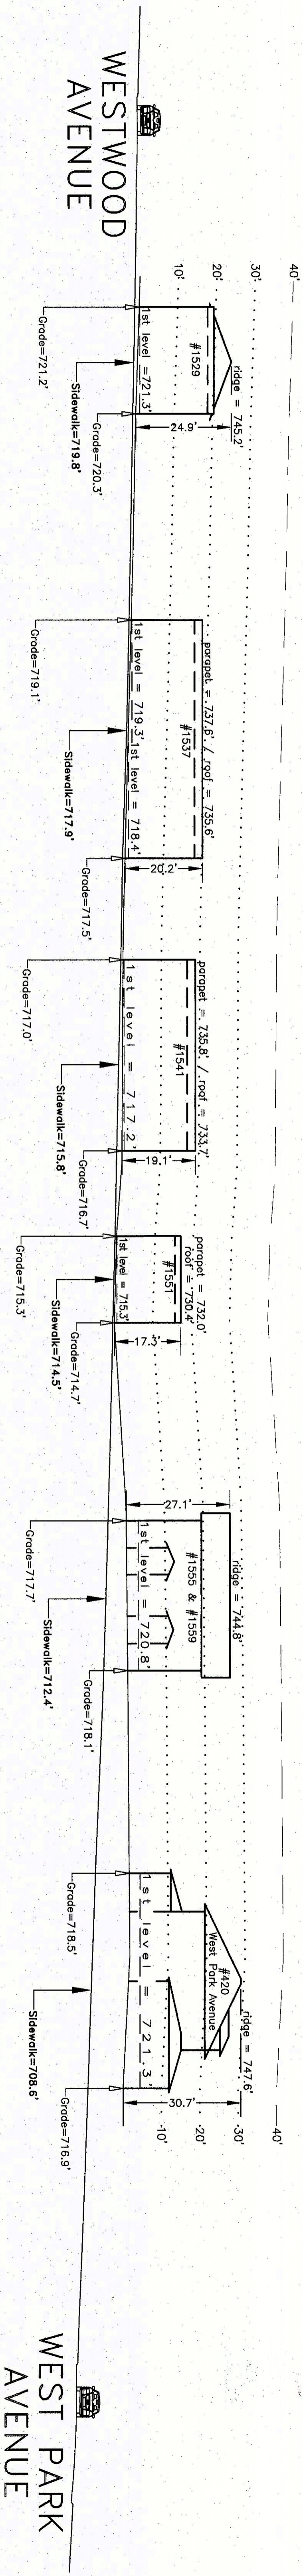 WESTWOOD
AVENUE
40'
30'
20'
10'
ridge = 745.2'
#1529
24.9'
1st level =721.3'
Grade=721.2'
Sidewalk=719.8'
Grade=720.3'
parapet = 737.6' / roof = 735.6'
#1537
20.2'
1st level = 719.3'
1st level = 718.4'
Grade=719.1'
Sidewalk=717.9'
Grade=717.5'
parapet = 735.8' / roof = 733.7'
#1541
19.1'
1st level = 717.2'
Grade=717.0'
Sidewalk=715.8'
Grade=716.7'
parapet = 732.0'
roof = 730.4'
#1551
17.3'
1st level = 715.3'
Grade=715.3'
Sidewalk=714.5'
Grade=714.7'
27.1'
ridge = 744.8'
#1555 & #1559
1st level = 720.8'
Grade=717.7'
Sidewalk=712.4'
Grade=718.1'
ridge = 747.6'
#420
West
Park Avenue
1st level = 721.3'
30.7'
Grade=718.5'
Sidewalk=708.6'
Grade=716.9'
40'
30'
20'
10'
WEST PARK
AVENUE